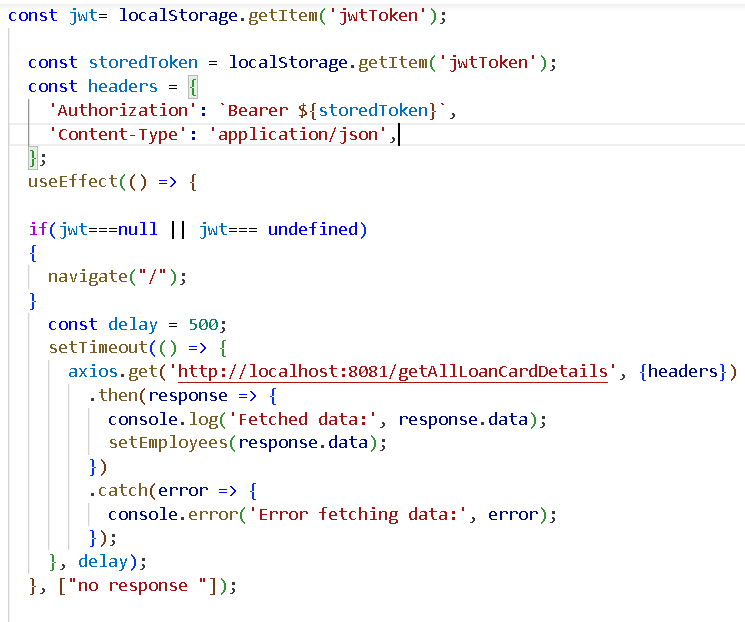 const jwt= localStorage.getItem('jwtToken');
const storedToken = localStorage.getItem('jwtToken');
const headers = {
'Authorization': `Bearer ${storedToken}`,
'Content-Type': 'application/json',
};
useEffect(() => {
if(jwt===null || jwt=== undefined)
{
navigate("/");
}
const delay = 500;
setTimeout(() => {
axios.get('http://localhost:8081/getAllLoanCardDetails', {headers})
.then(response => {
console.log('Fetched data:', response.data);
setEmployees(response.data);
})
.catch(error => {
console.error('Error fetching data:', error);
});
}, delay);
}, ["no response "]);